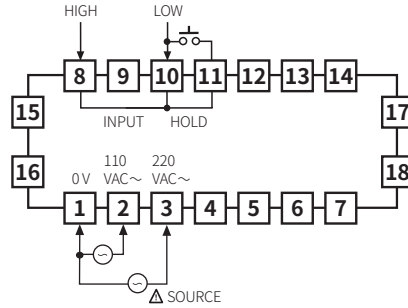 HIGH LOW
8 9 10 11 12 13 14
INPUT HOLD
15 17
16 18
110 220
0 V VAC～ VAC～
1 2 3 4 5 6 7
SOURCE